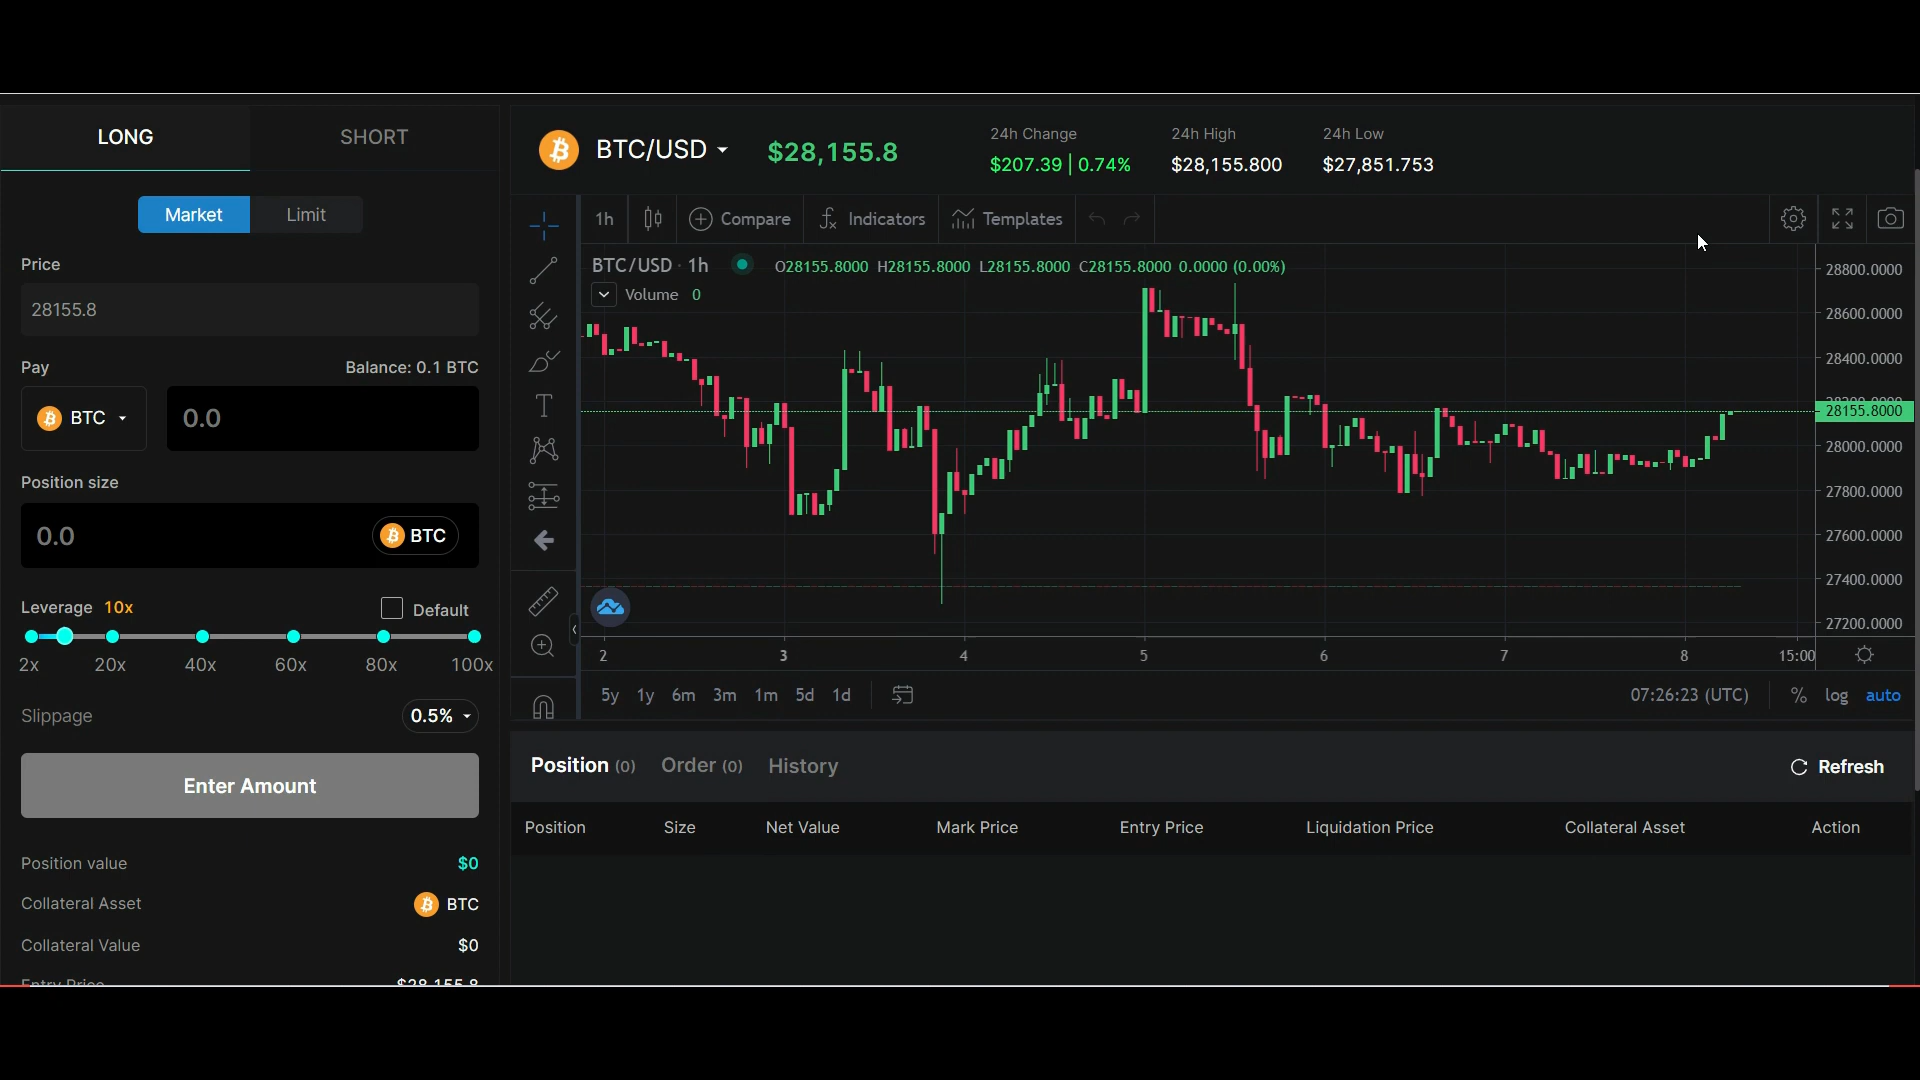 LONG
SHORT
Market
Limit
Price
28155.8
Pay
Balance: 0.1 BTC
BTC
0.0
Position size
0.0
BTC
Leverage 10x
Default
2x 20x 40x 60x 80x 100x
Slippage
0.5%
Enter Amount
Position value
$0
Collateral Asset
BTC
Collateral Value
$0
Entry Price
$28,155.8
BTC/USD
$28,155.8
24h Change
$207.39 | 0.74%
24h High
$28,155.800
24h Low
$27,851.753
1h
Compare
Indicators
Templates
BTC/USD · 1h
O28155.8000 H28155.8000 L28155.8000 C28155.8000 0.0000 (0.00%)
Volume 0
28800.0000
28600.0000
28400.0000
28155.8000
28000.0000
27800.0000
27600.0000
27400.0000
27200.0000
2 3 4 5 6 7 8 15:00
5y 1y 6m 3m 1m 5d 1d
07:26:23 (UTC)
% log auto
Position (0)
Order (0)
History
Refresh
Position
Size
Net Value
Mark Price
Entry Price
Liquidation Price
Collateral Asset
Action